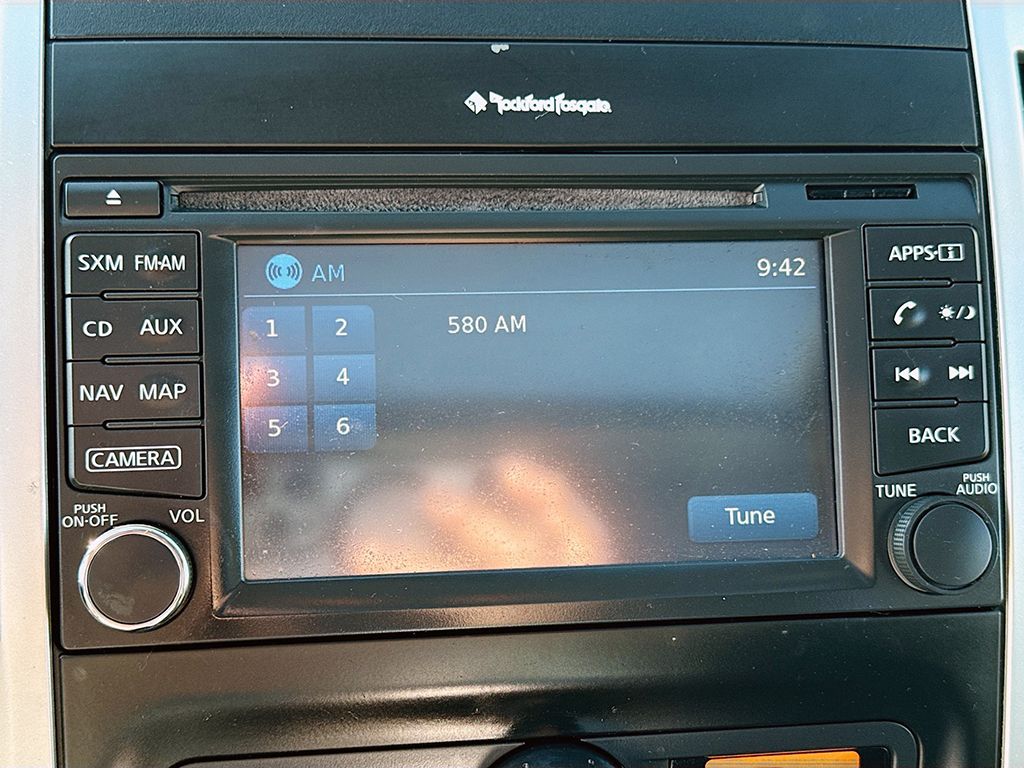 Rockford Fosgate
SXM FM·AM
CD AUX
NAV MAP
CAMERA
PUSH
ON·OFF
VOL
AM
9:42
1 2
580 AM
3 4
5 6
Tune
APPS·i
BACK
TUNE
PUSH
AUDIO